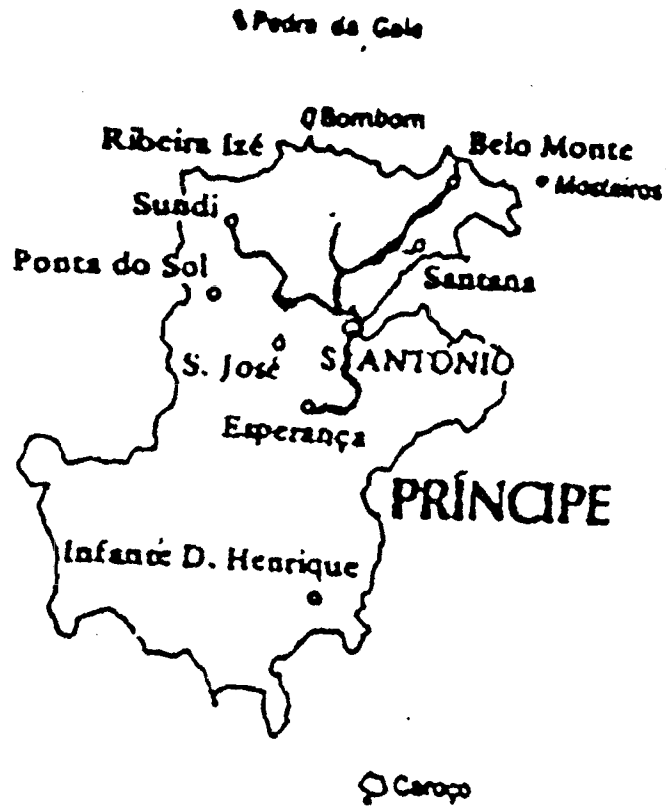 Pedra da Gale
Bombom
Ribeira Izé
Belo Monte
Mosteiros
Sundi
Ponta do Sol
Santana
S. José
S. ANTONIO
Esperança
PRÍNCIPE
Infante D. Henrique
Caroço